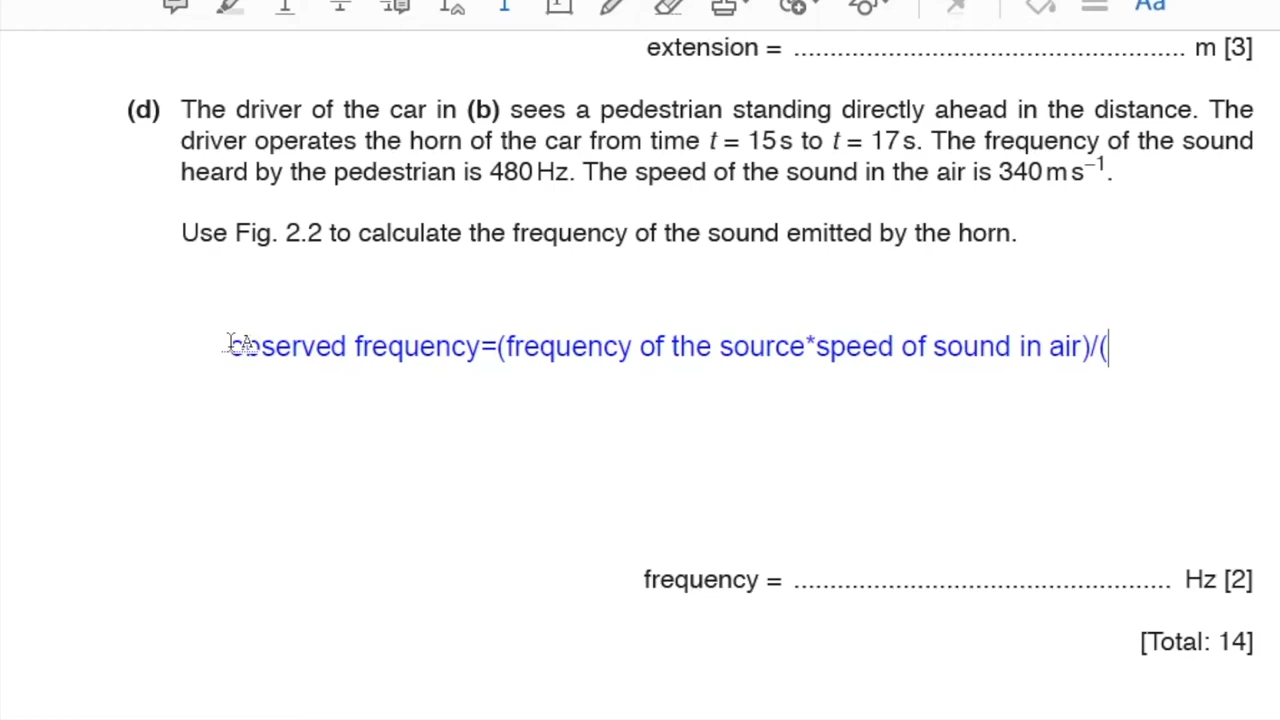 Aa
extension = ...................................................... m [3]
(d) The driver of the car in (b) sees a pedestrian standing directly ahead in the distance. The
driver operates the horn of the car from time t = 15 s to t = 17 s. The frequency of the sound
heard by the pedestrian is 480 Hz. The speed of the sound in the air is 340 m s⁻¹.
Use Fig. 2.2 to calculate the frequency of the sound emitted by the horn.
observed frequency=(frequency of the source*speed of sound in air)/(
frequency = .................................................... Hz [2]
[Total: 14]